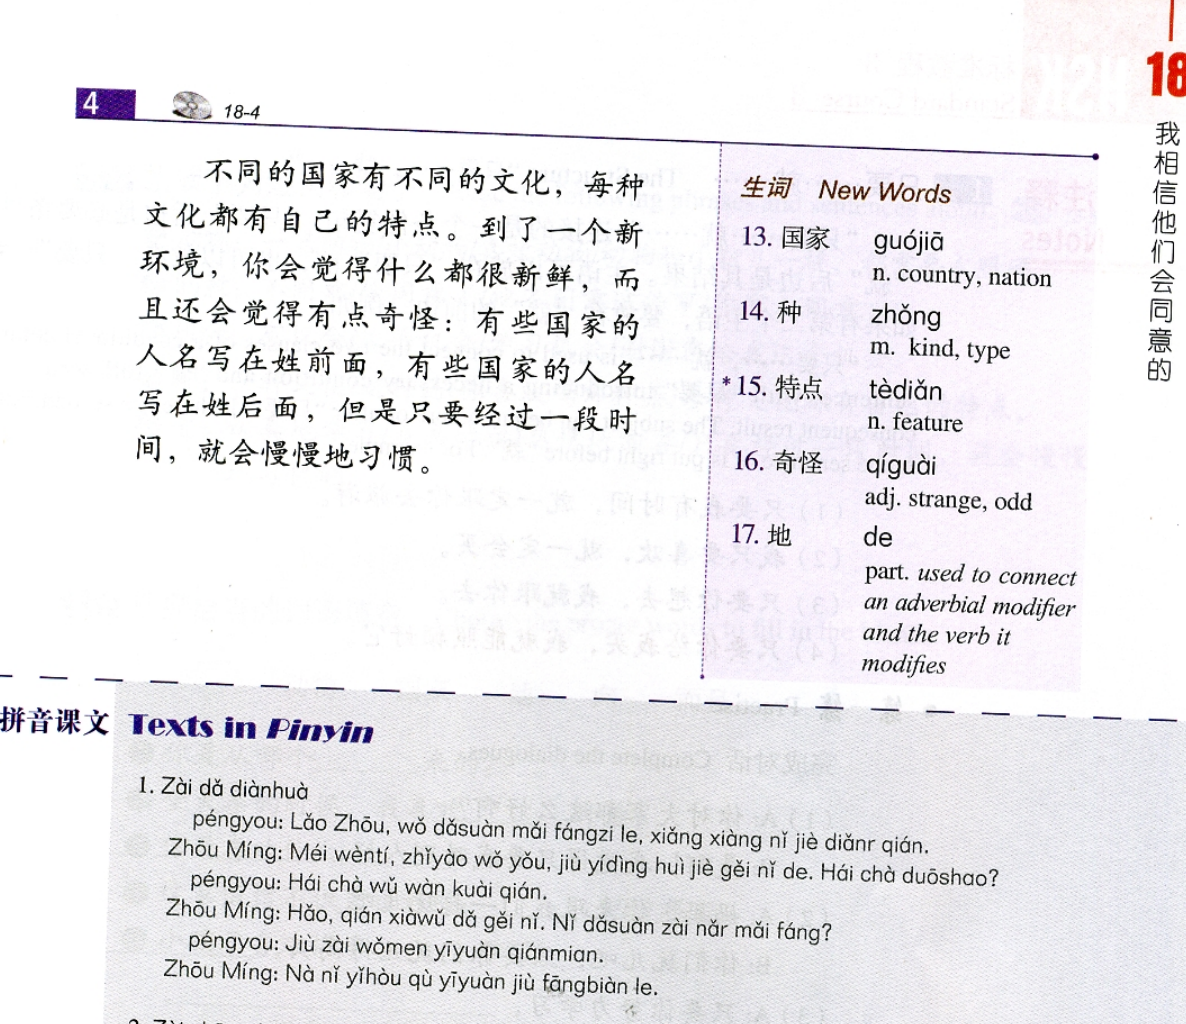 18
我相信他们会同意的
4
18-4
不同的国家有不同的文化，每种
文化都有自己的特点。到了一个新
环境，你会觉得什么都很新鲜，而
且还会觉得有点奇怪：有些国家的
人名写在姓前面，有些国家的人名
写在姓后面，但是只要经过一段时
间，就会慢慢地习惯。
生词 New Words
13. 国家 guójiā
n. country, nation
14. 种 zhǒng
m. kind, type
*15. 特点 tèdiǎn
n. feature
16. 奇怪 qíguài
adj. strange, odd
17. 地 de
part. used to connect
an adverbial modifier
and the verb it
modifies
拼音课文 Texts in Pinyin
1. Zài dǎ diànhuà
péngyou: Lǎo Zhōu, wǒ dǎsuàn mǎi fángzi le, xiǎng xiàng nǐ jiè diǎnr qián.
Zhōu Míng: Méi wèntí, zhǐyào wǒ yǒu, jiù yídìng huì jiè gěi nǐ de. Hái chà duōshao?
péngyou: Hái chà wǔ wàn kuài qián.
Zhōu Míng: Hǎo, qián xiàwǔ dǎ gěi nǐ. Nǐ dǎsuàn zài nǎr mǎi fáng?
péngyou: Jiù zài wǒmen yīyuàn qiánmian.
Zhōu Míng: Nà nǐ yǐhòu qù yīyuàn jiù fāngbiàn le.